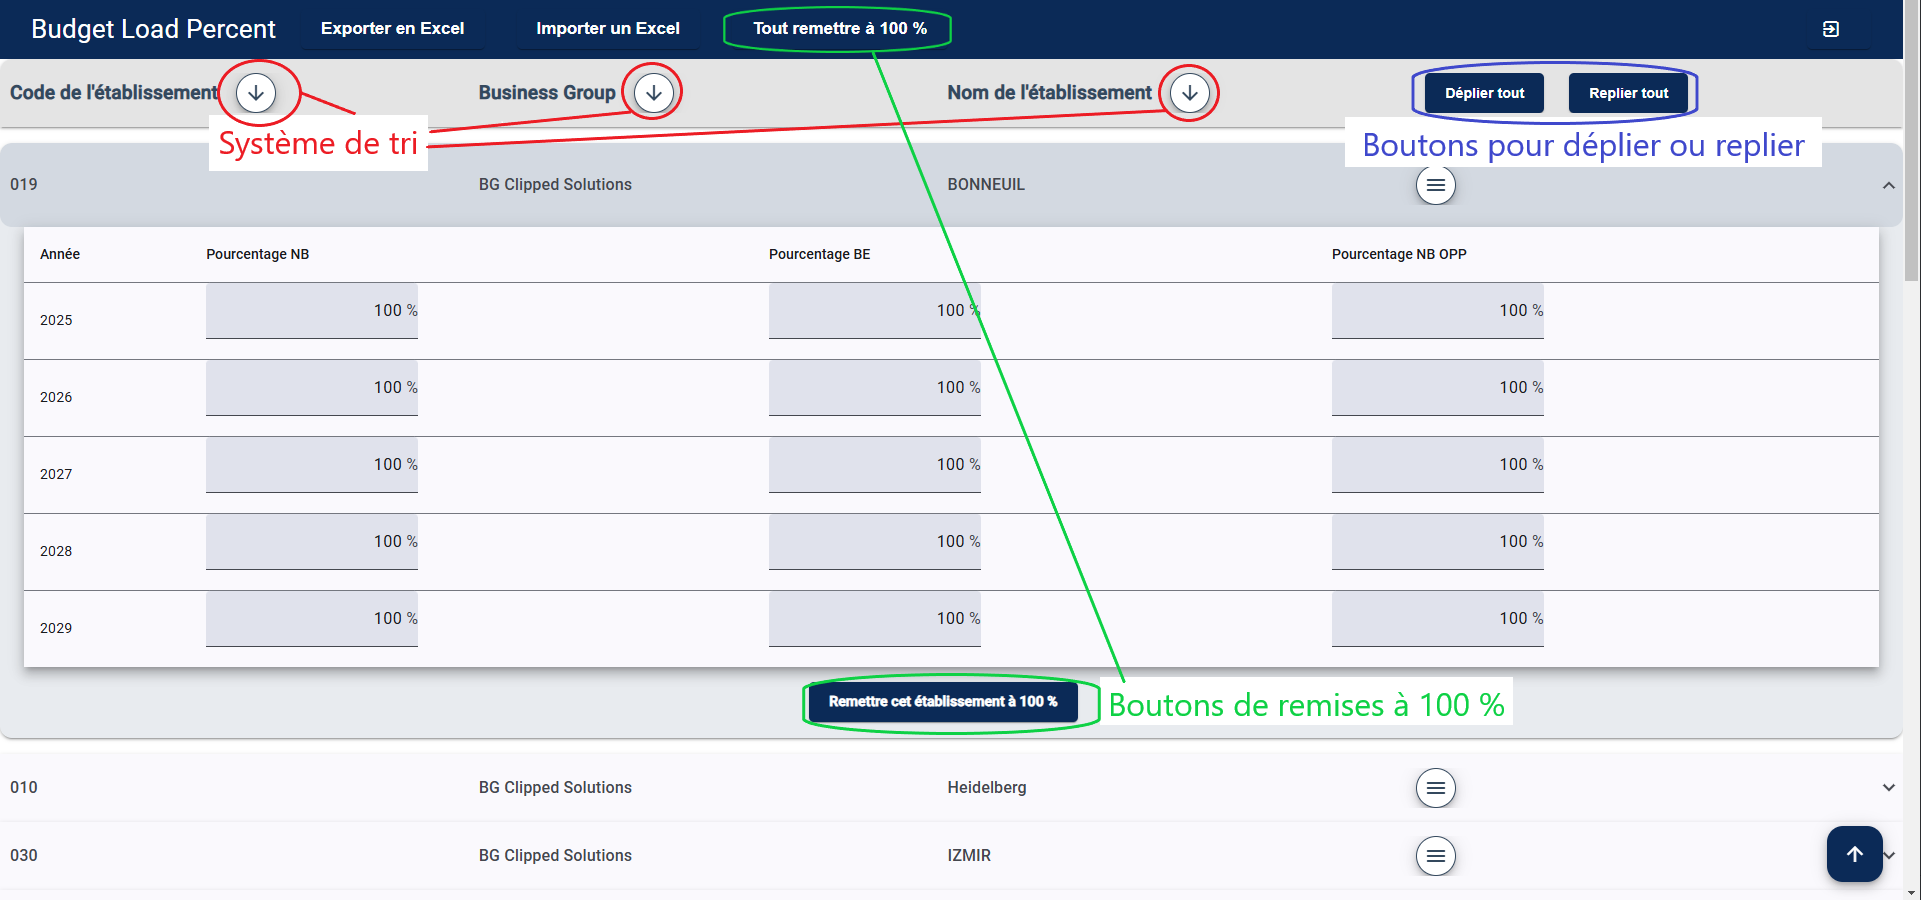 Budget Load Percent
Exporter en Excel
Importer un Excel
Tout remettre à 100 %
Code de l'établissement
Business Group
Nom de l'établissement
Déplier tout
Replier tout
Système de tri
Boutons pour déplier ou replier
019
BG Clipped Solutions
BONNEUIL
Année
Pourcentage NB
Pourcentage BE
Pourcentage NB OPP
2025
100 %
100 %
100 %
2026
100 %
100 %
100 %
2027
100 %
100 %
100 %
2028
100 %
100 %
100 %
2029
100 %
100 %
100 %
Remettre cet établissement à 100 %
Boutons de remises à 100 %
010
BG Clipped Solutions
Heidelberg
030
BG Clipped Solutions
IZMIR